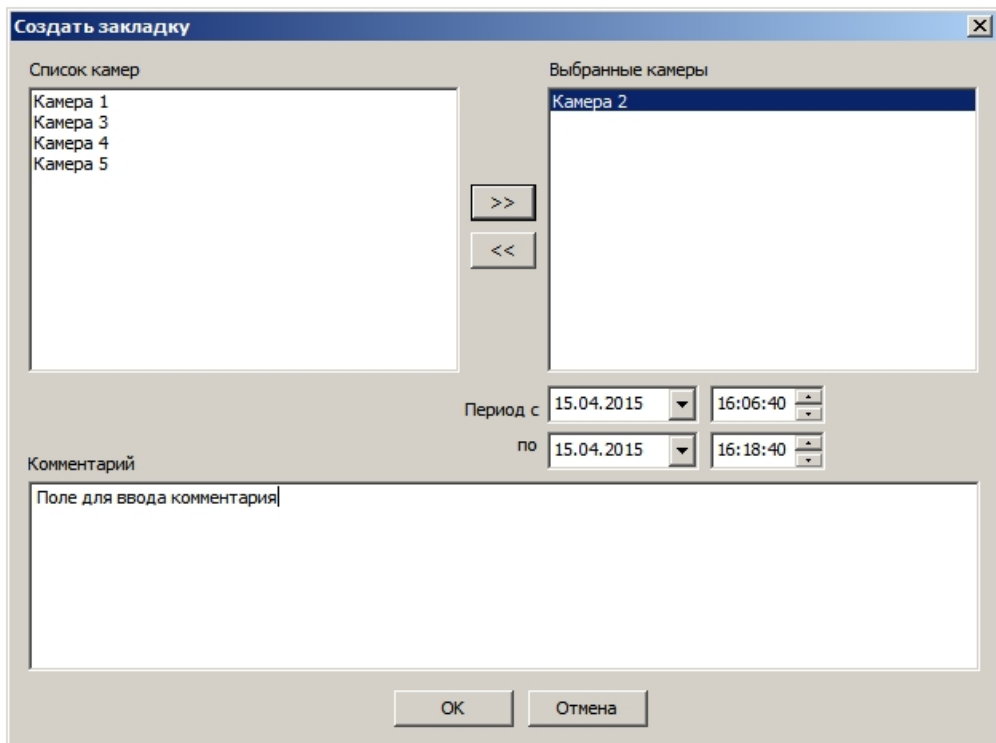 Создать закладку
Список камер
Выбранные камеры
Камера 1
Камера 3
Камера 4
Камера 5
Камера 2
>>
<<
Период с 15.04.2015 16:06:40
по 15.04.2015 16:18:40
Комментарий
Поле для ввода комментария
OK
Отмена